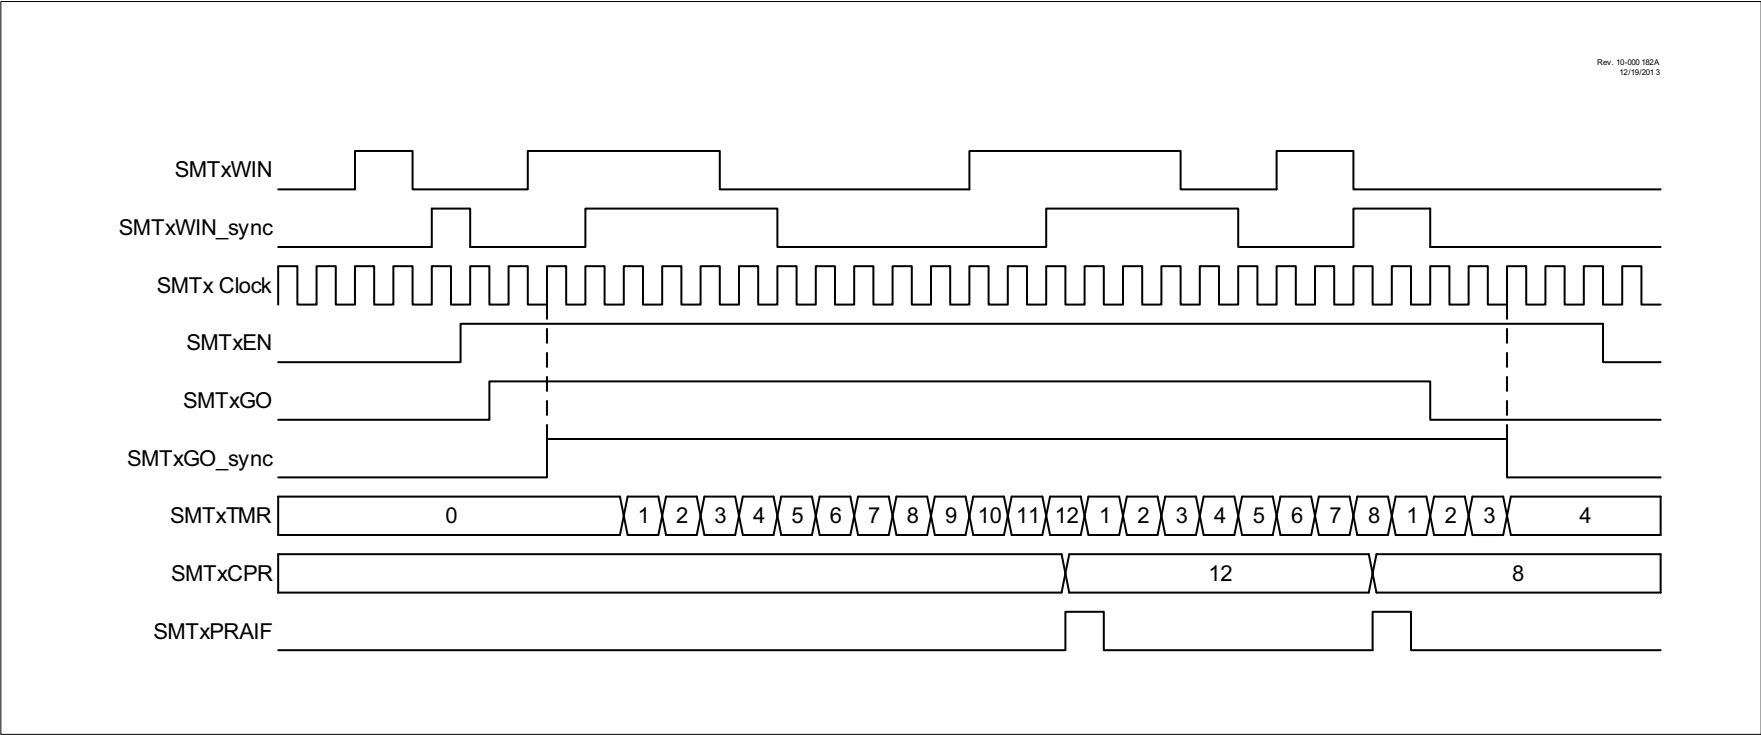 Rev. 10-000 182A
12/19/201 3
SMTxWIN
SMTxWIN_sync
SMTx Clock
SMTxEN
SMTxGO
SMTxGO_sync
SMTxTMR 0 1 2 3 4 5 6 7 8 9 10 11 12 1 2 3 4 5 6 7 8 1 2 3 4
SMTxCPR 12 8
SMTxPRAIF